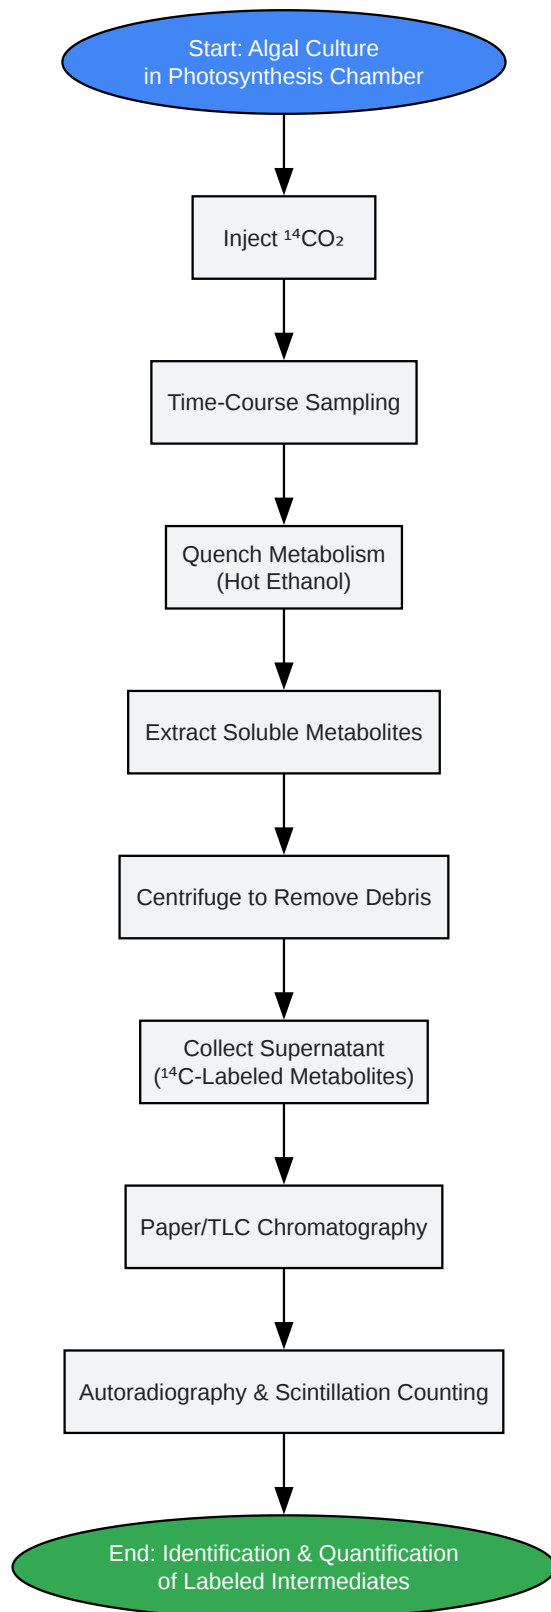 Start: Algal Culture
in Photosynthesis Chamber
Inject ¹⁴CO₂
Time-Course Sampling
Quench Metabolism
(Hot Ethanol)
Extract Soluble Metabolites
Centrifuge to Remove Debris
Collect Supernatant
(¹⁴C-Labeled Metabolites)
Paper/TLC Chromatography
Autoradiography & Scintillation Counting
End: Identification & Quantification
of Labeled Intermediates